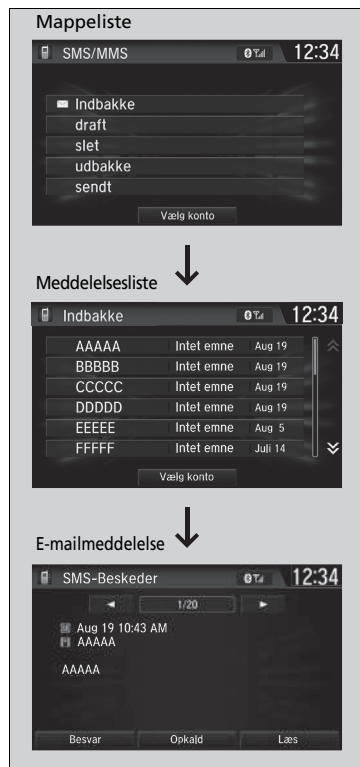 Mappeliste
SMS/MMS 12:34
Indbakke
draft
slet
udbakke
sendt
Vælg konto
Meddelelsesliste
Indbakke 12:34
AAAAA Intet emne Aug 19
BBBBB Intet emne Aug 19
CCCCC Intet emne Aug 19
DDDDD Intet emne Aug 19
EEEEE Intet emne Aug 5
FFFFF Intet emne Juli 14
Vælg konto
E-mailmeddelelse
SMS-Beskeder 12:34
1/20
Aug 19 10:43 AM
AAAAA
AAAAA
Besvar Opkald Læs